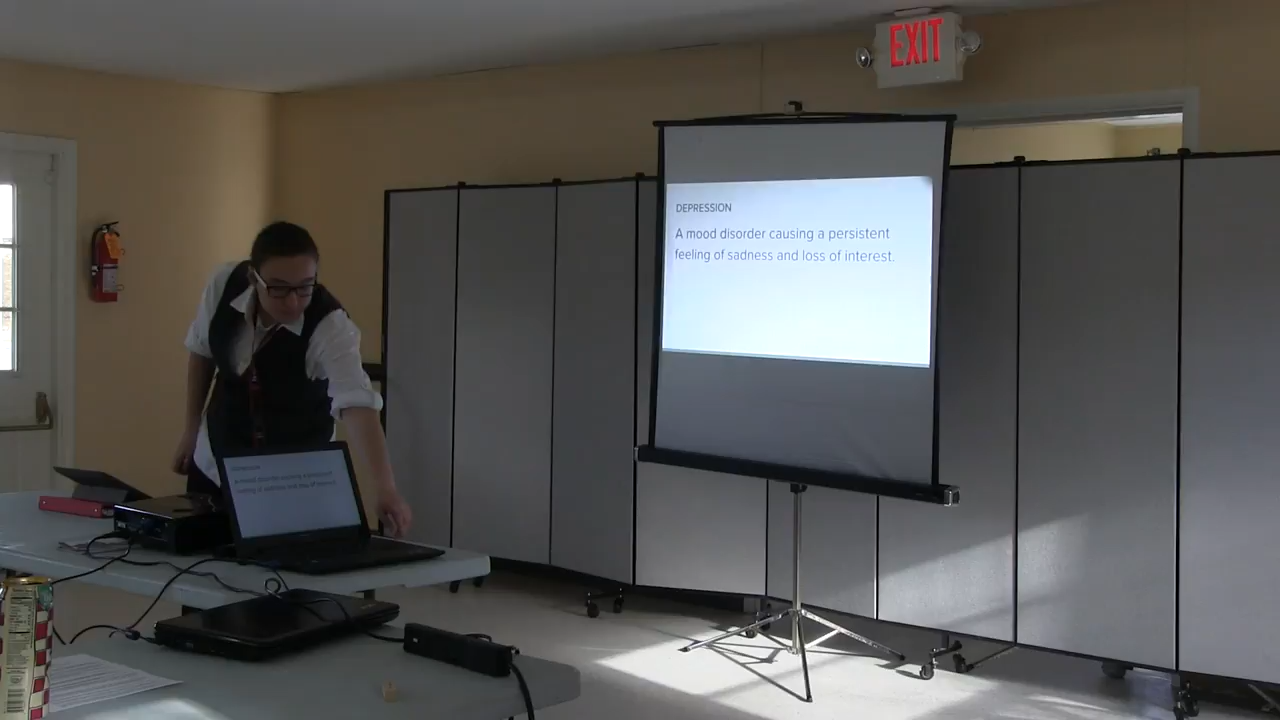 EXIT
DEPRESSION
A mood disorder causing a persistent
feeling of sadness and loss of interest.